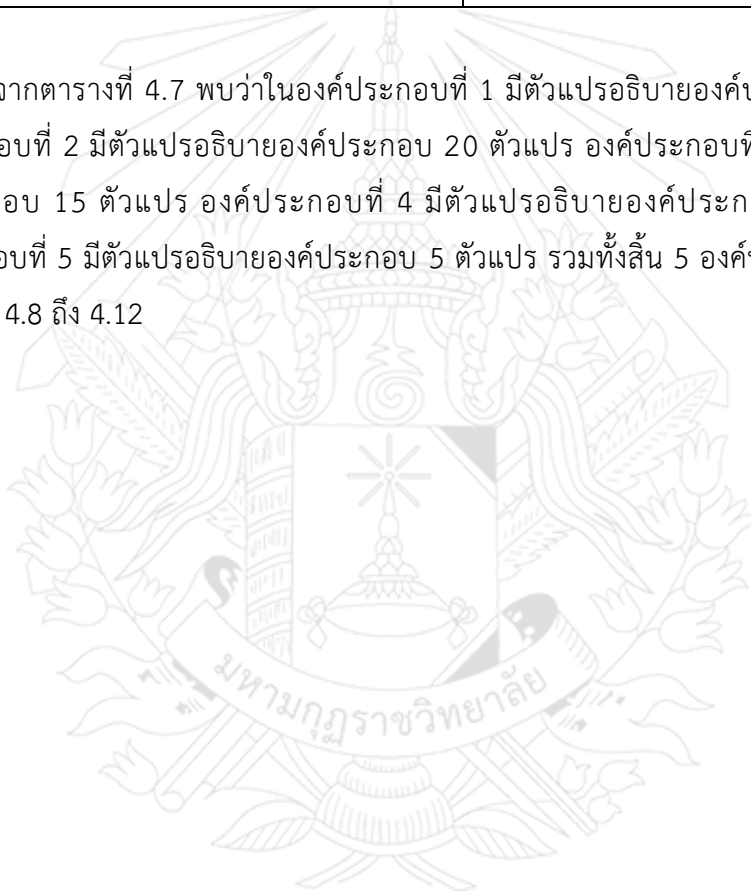 จากตารางที่ 4.7 พบว่าในองค์ประกอบที่ 1 มีตัวแปรอธิบายองค์ป
อบที่ 2 มีตัวแปรอธิบายองค์ประกอบ 20 ตัวแปร องค์ประกอบที่
อบ 15 ตัวแปร องค์ประกอบที่ 4 มีตัวแปรอธิบายองค์ประก
อบที่ 5 มีตัวแปรอธิบายองค์ประกอบ 5 ตัวแปร รวมทั้งสิ้น 5 องค์
4.8 ถึง 4.12
มหามกุฏราชวิทยาลัย